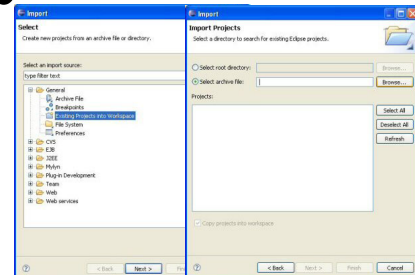 Import
Select
Create new projects from an archive file or directory.
Select an import source:
type filter text
General
Archive File
Breakpoints
Existing Projects into Workspace
File System
Preferences
CVS
EJB
J2EE
Mylyn
Plug-in Development
Team
Web
Web services
< Back
Next >
Import
Import Projects
Select a directory to search for existing Eclipse projects.
Select root directory:
Browse...
Select archive file:
Browse...
Projects:
Select All
Deselect All
Refresh
Copy projects into workspace
< Back
Next >
Finish
Cancel